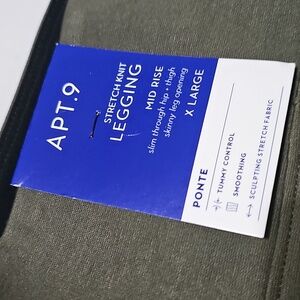 APT.9
STRETCH KNIT
LEGGING
MID RISE
slim through hip + thigh
skinny leg opening
X LARGE
PONTE
TUMMY CONTROL
SMOOTHING
SCULPTING STRETCH FABRIC